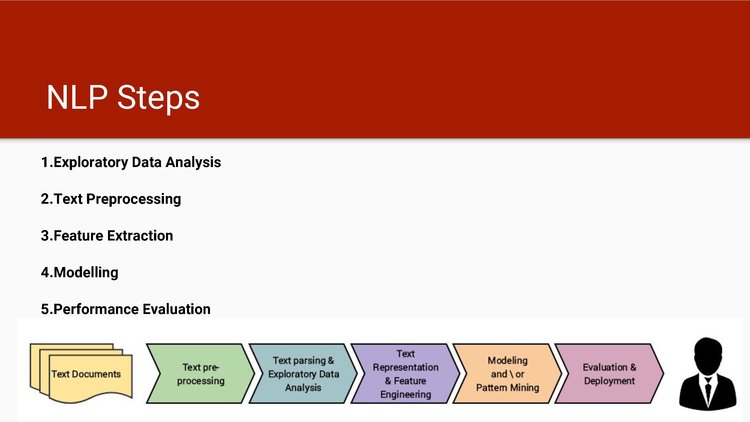 NLP Steps
1.Exploratory Data Analysis
2.Text Preprocessing
3.Feature Extraction
4.Modelling
5.Performance Evaluation
Text Documents
Text pre-
processing
Text parsing &
Exploratory Data
Analysis
Text
Representation
& Feature
Engineering
Modeling
and \ or
Pattern Mining
Evaluation &
Deployment